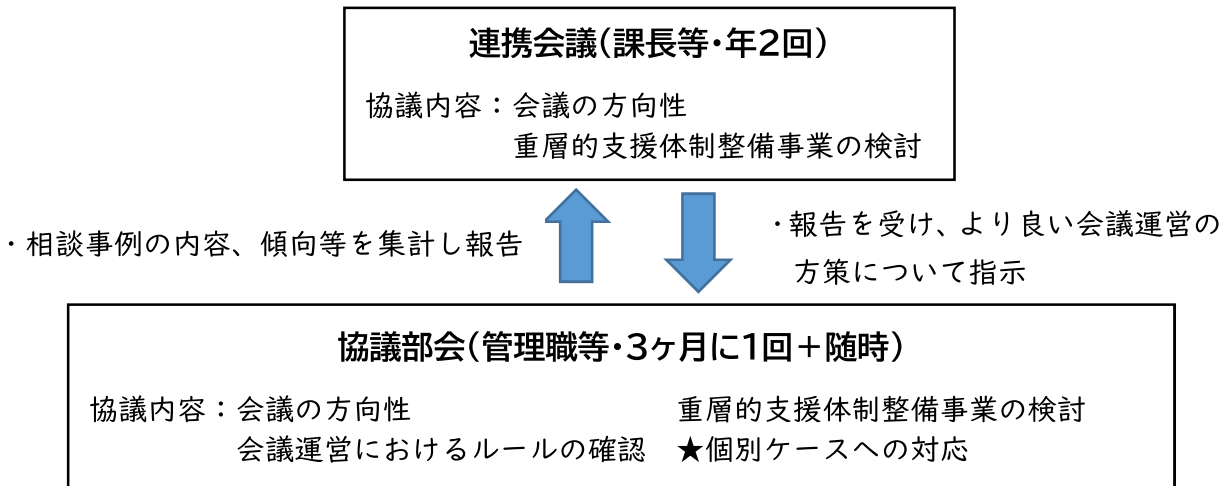 連携会議(課長等・年2回)
協議内容：会議の方向性
重層的支援体制整備事業の検討
・相談事例の内容、傾向等を集計し報告
・報告を受け、より良い会議運営の
方策について指示
協議部会(管理職等・3ヶ月に1回＋随時)
協議内容：会議の方向性　重層的支援体制整備事業の検討
会議運営におけるルールの確認　★個別ケースへの対応